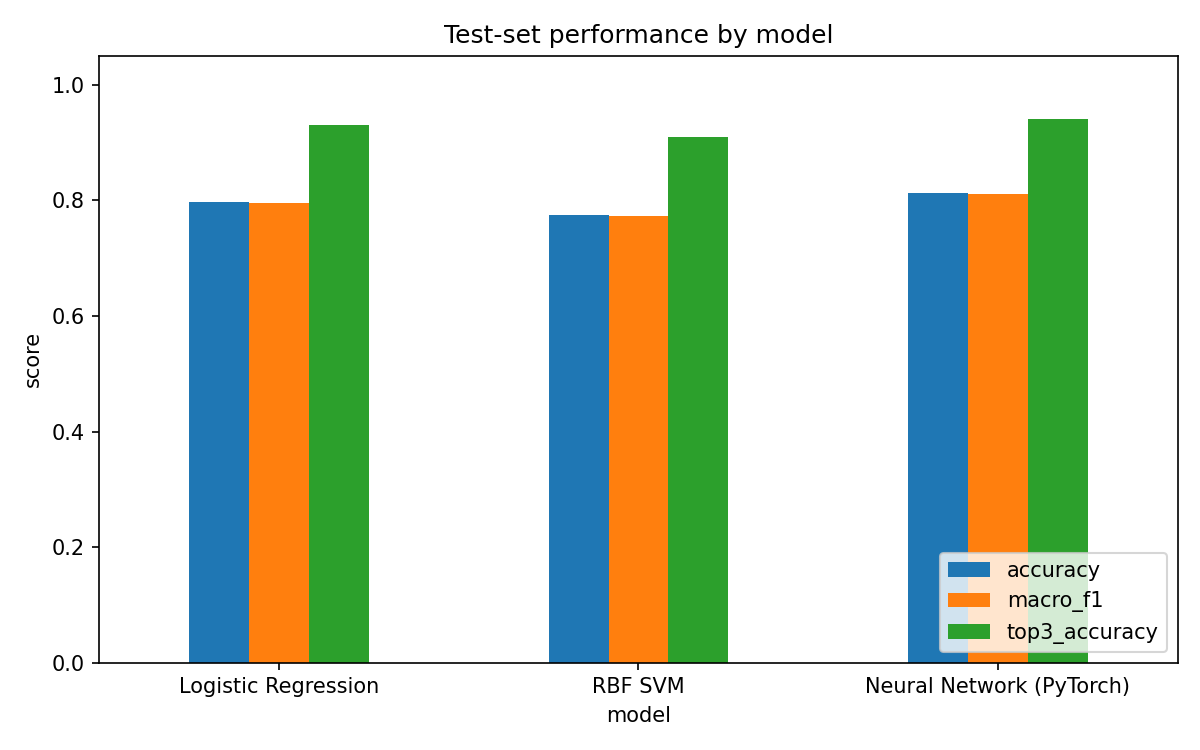 Test-set performance by model
1.0
0.8
0.6
0.4
0.2
0.0
score
Logistic Regression
RBF SVM
Neural Network (PyTorch)
model
accuracy
macro_f1
top3_accuracy